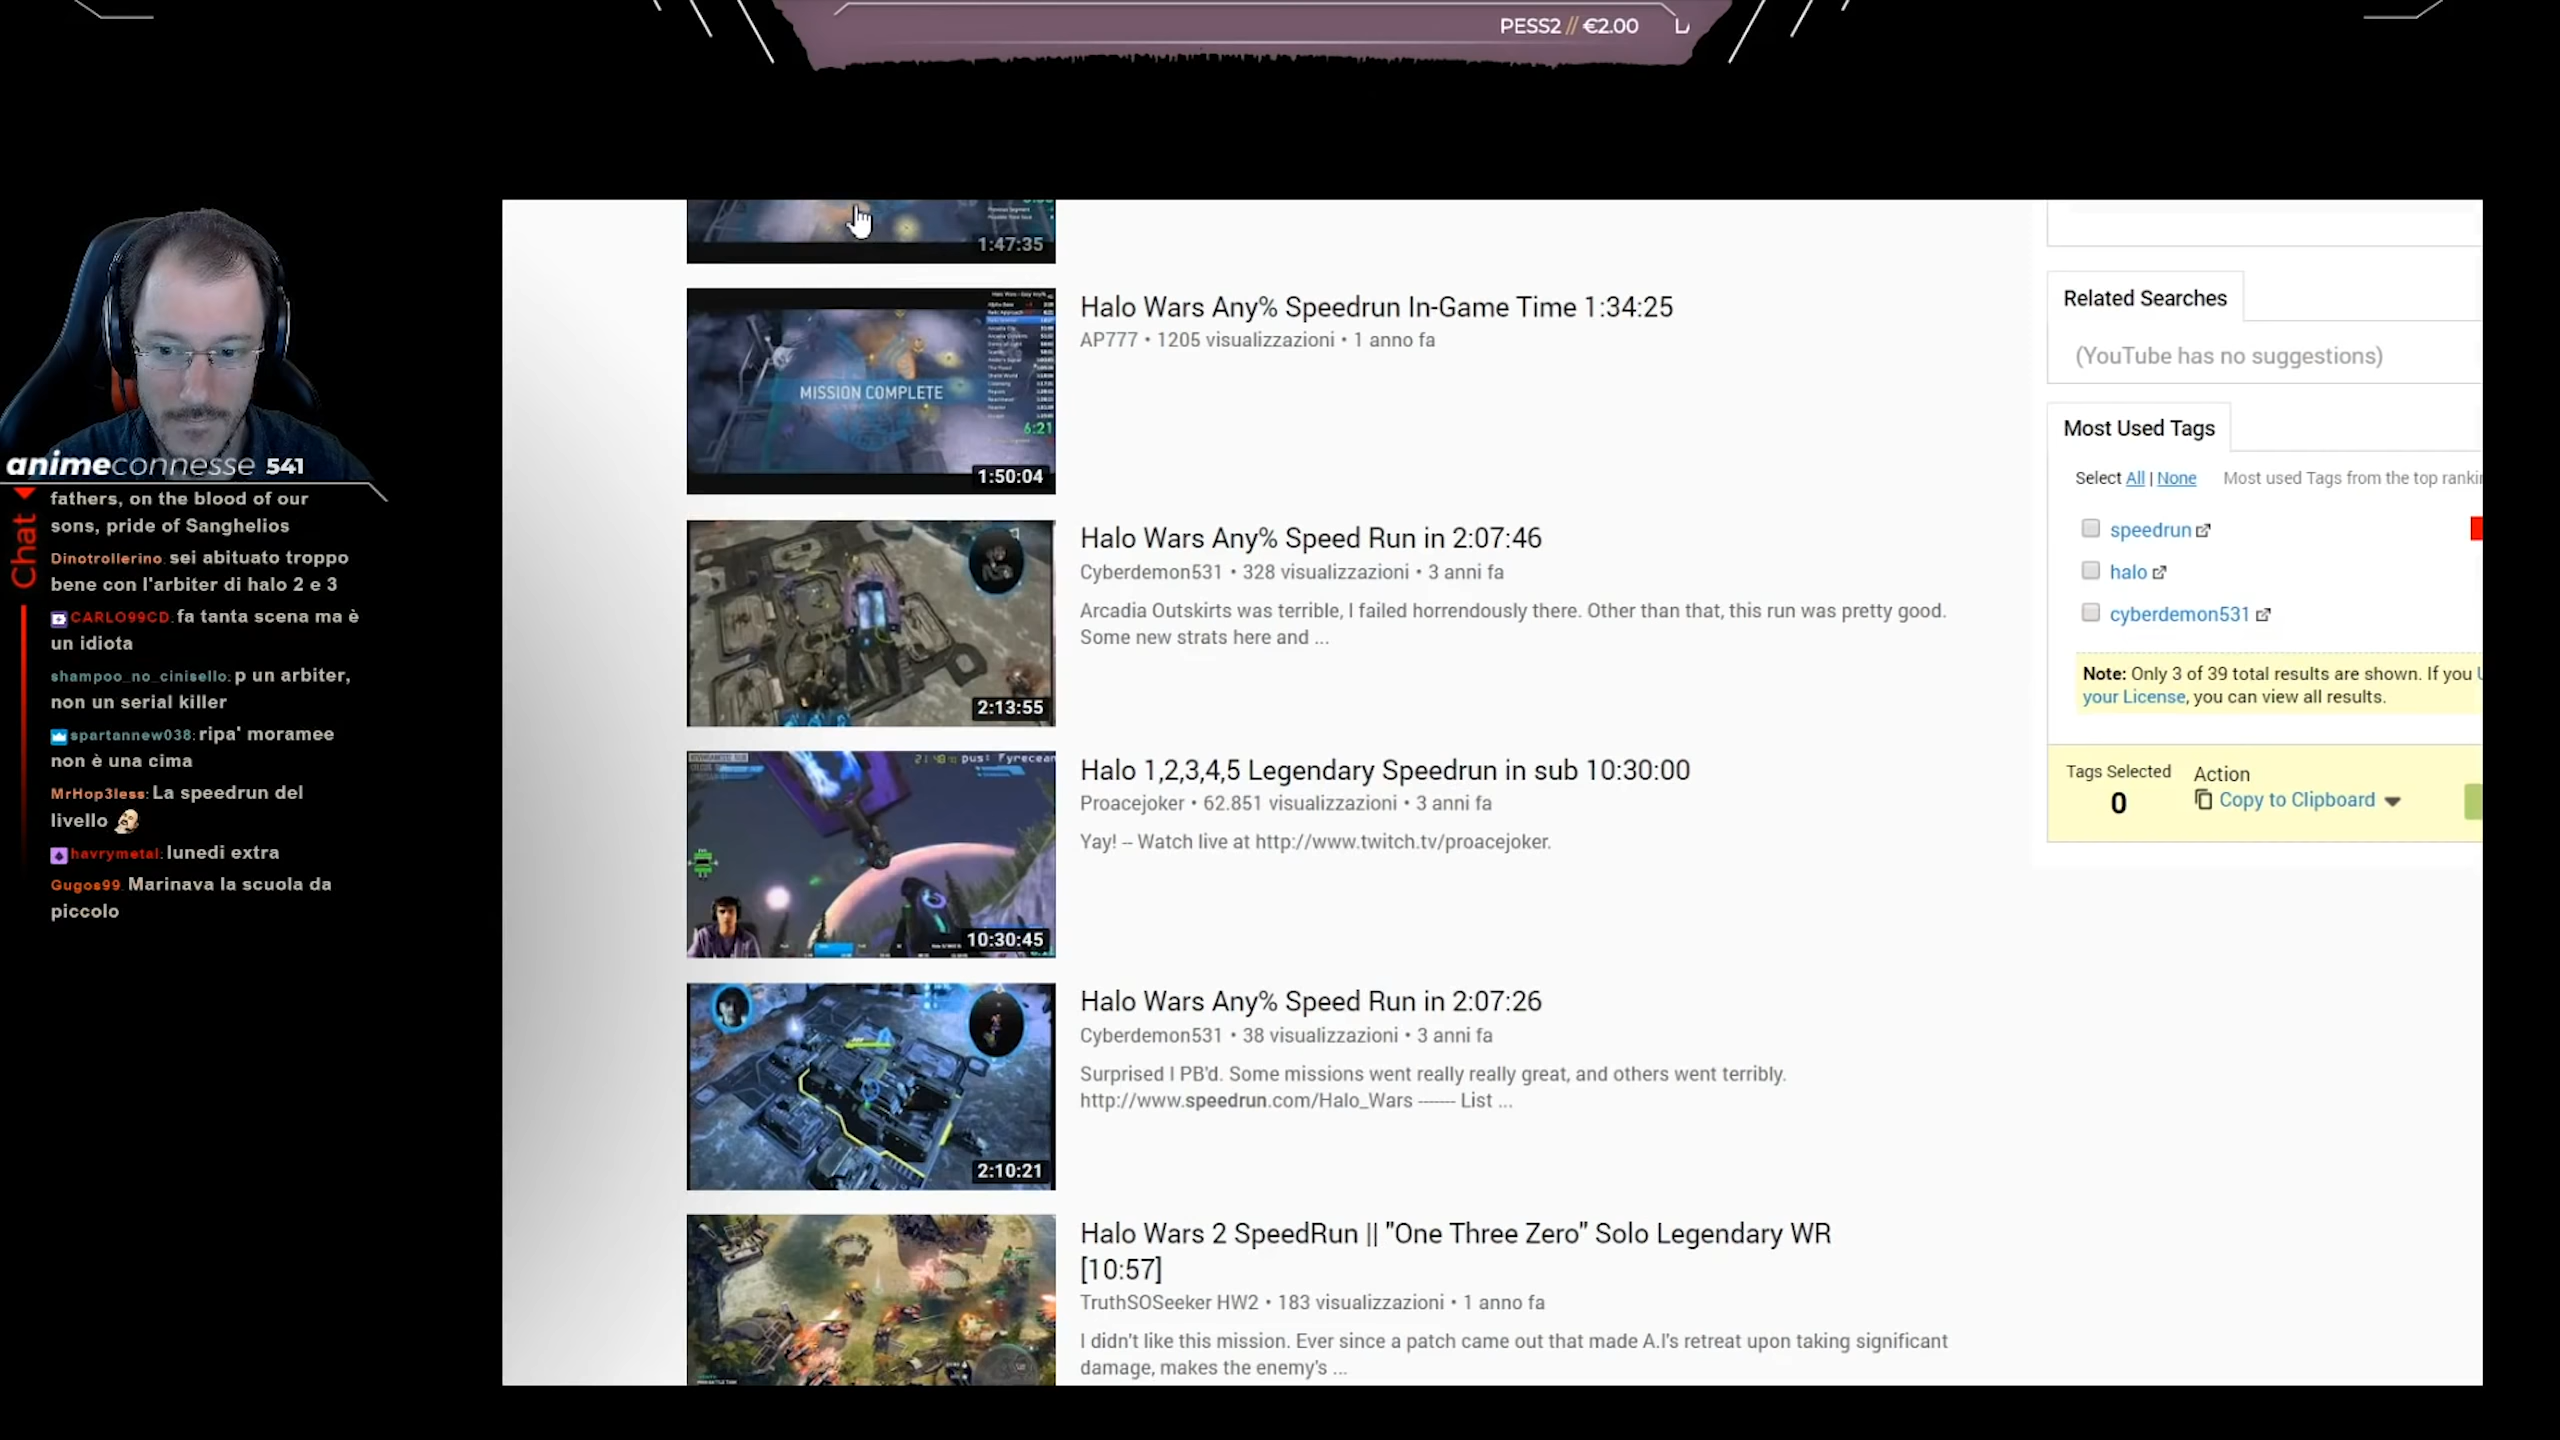 PESS2 // €2.00
animeconnesse 541
Chat
fathers, on the blood of our
sons, pride of Sanghelios
Dinotrollerino: sei abituato troppo
bene con l'arbiter di halo 2 e 3
CARLO99CD: fa tanta scena ma è
un idiota
shampoo_no_cinisello: p un arbiter,
non un serial killer
spartannew038: ripa' moramee
non è una cima
MrHop3less: La speedrun del
livello
havrymetal: lunedi extra
Gugos99: Marinava la scuola da
piccolo
1:47:35
MISSION COMPLETE
6:21
1:50:04
Halo Wars Any% Speedrun In-Game Time 1:34:25
AP777 • 1205 visualizzazioni • 1 anno fa
2:13:55
Halo Wars Any% Speed Run in 2:07:46
Cyberdemon531 • 328 visualizzazioni • 3 anni fa
Arcadia Outskirts was terrible, I failed horrendously there. Other than that, this run was pretty good.
Some new strats here and ...
10:30:45
Halo 1,2,3,4,5 Legendary Speedrun in sub 10:30:00
Proacejoker • 62.851 visualizzazioni • 3 anni fa
Yay! -- Watch live at http://www.twitch.tv/proacejoker.
2:10:21
Halo Wars Any% Speed Run in 2:07:26
Cyberdemon531 • 38 visualizzazioni • 3 anni fa
Surprised I PB'd. Some missions went really really great, and others went terribly.
http://www.speedrun.com/Halo_Wars ------- List ...
Halo Wars 2 SpeedRun || "One Three Zero" Solo Legendary WR
[10:57]
TruthSOSeeker HW2 • 183 visualizzazioni • 1 anno fa
I didn't like this mission. Ever since a patch came out that made A.I's retreat upon taking significant
damage, makes the enemy's ...
Related Searches
(YouTube has no suggestions)
Most Used Tags
Select All | None Most used Tags from the top
speedrun
halo
cyberdemon531
Note: Only 3 of 39 total results are shown. If you
your License, you can view all results.
Tags Selected
0
Action
Copy to Clipboard